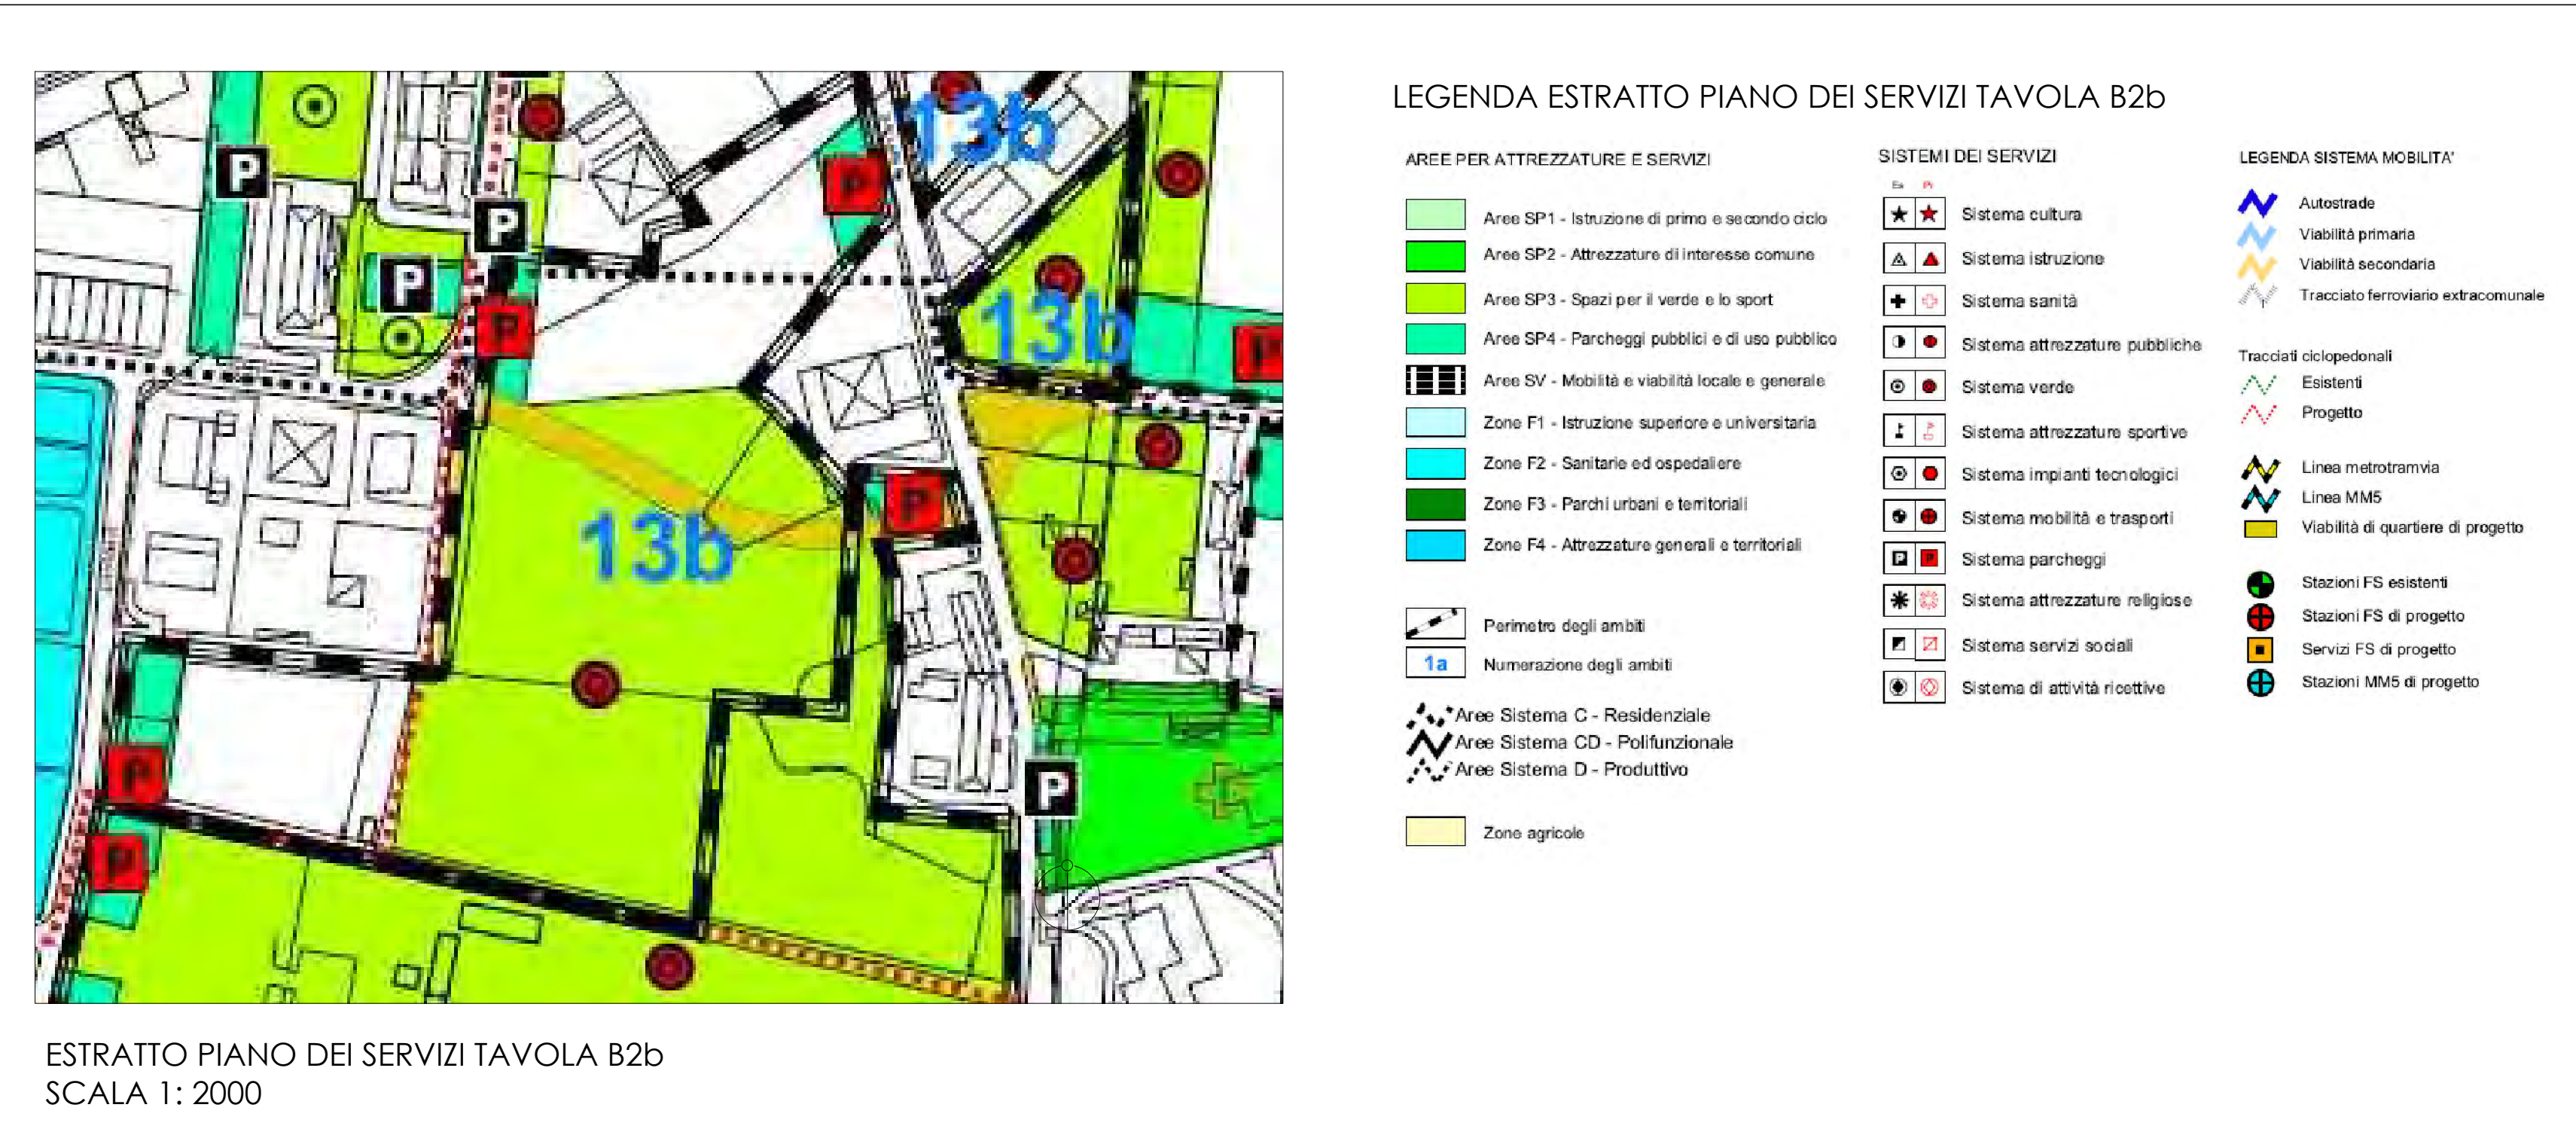 13b
P
P
P
P
P
13b
P
P
13b
P
P
P
P
ESTRATTO PIANO DEI SERVIZI TAVOLA B2b
SCALA 1: 2000
LEGENDA ESTRATTO PIANO DEI SERVIZI TAVOLA B2b
AREE PER ATTREZZATURE E SERVIZI
Aree SP1 - Istruzione di primo e secondo ciclo
Aree SP2 - Attrezzature di interesse comune
Aree SP3 - Spazi per il verde e lo sport
Aree SP4 - Parcheggi pubblici e di uso pubblico
Aree SV - Mobilità e viabilità locale e generale
Zone F1 - Istruzione superiore e universitaria
Zone F2 - Sanitarie ed ospedaliere
Zone F3 - Parchi urbani e territoriali
Zone F4 - Attrezzature generali e territoriali
Perimetro degli ambiti
1a Numerazione degli ambiti
Aree Sistema C - Residenziale
Aree Sistema CD - Polifunzionale
Aree Sistema D - Produttivo
Zone agricole
SISTEMI DEI SERVIZI
Es Pr
Sistema cultura
Sistema istruzione
Sistema sanità
Sistema attrezzature pubbliche
Sistema verde
Sistema attrezzature sportive
Sistema impianti tecnologici
Sistema mobilità e trasporti
P P Sistema parcheggi
Sistema attrezzature religiose
Sistema servizi sociali
Sistema di attività ricettive
LEGENDA SISTEMA MOBILITA'
Autostrade
Viabilità primaria
Viabilità secondaria
Tracciato ferroviario extracomunale
Tracciati ciclopedonali
Esistenti
Progetto
Linea metrotramvia
Linea MM5
Viabilità di quartiere di progetto
Stazioni FS esistenti
Stazioni FS di progetto
Servizi FS di progetto
Stazioni MM5 di progetto